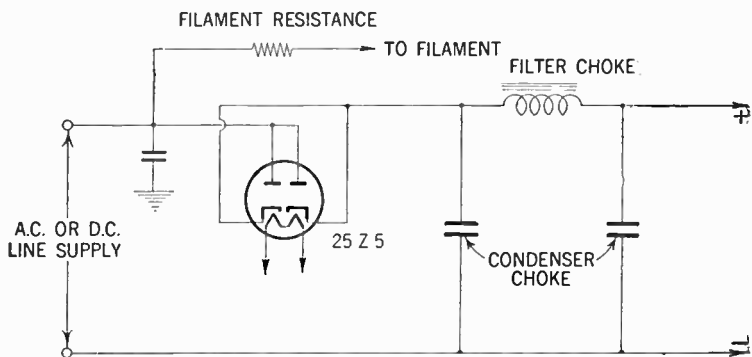 FILAMENT RESISTANCE
TO FILAMENT
FILTER CHOKE
+
A.C. OR D.C.
LINE SUPPLY
25 Z 5
CONDENSER
CHOKE
-